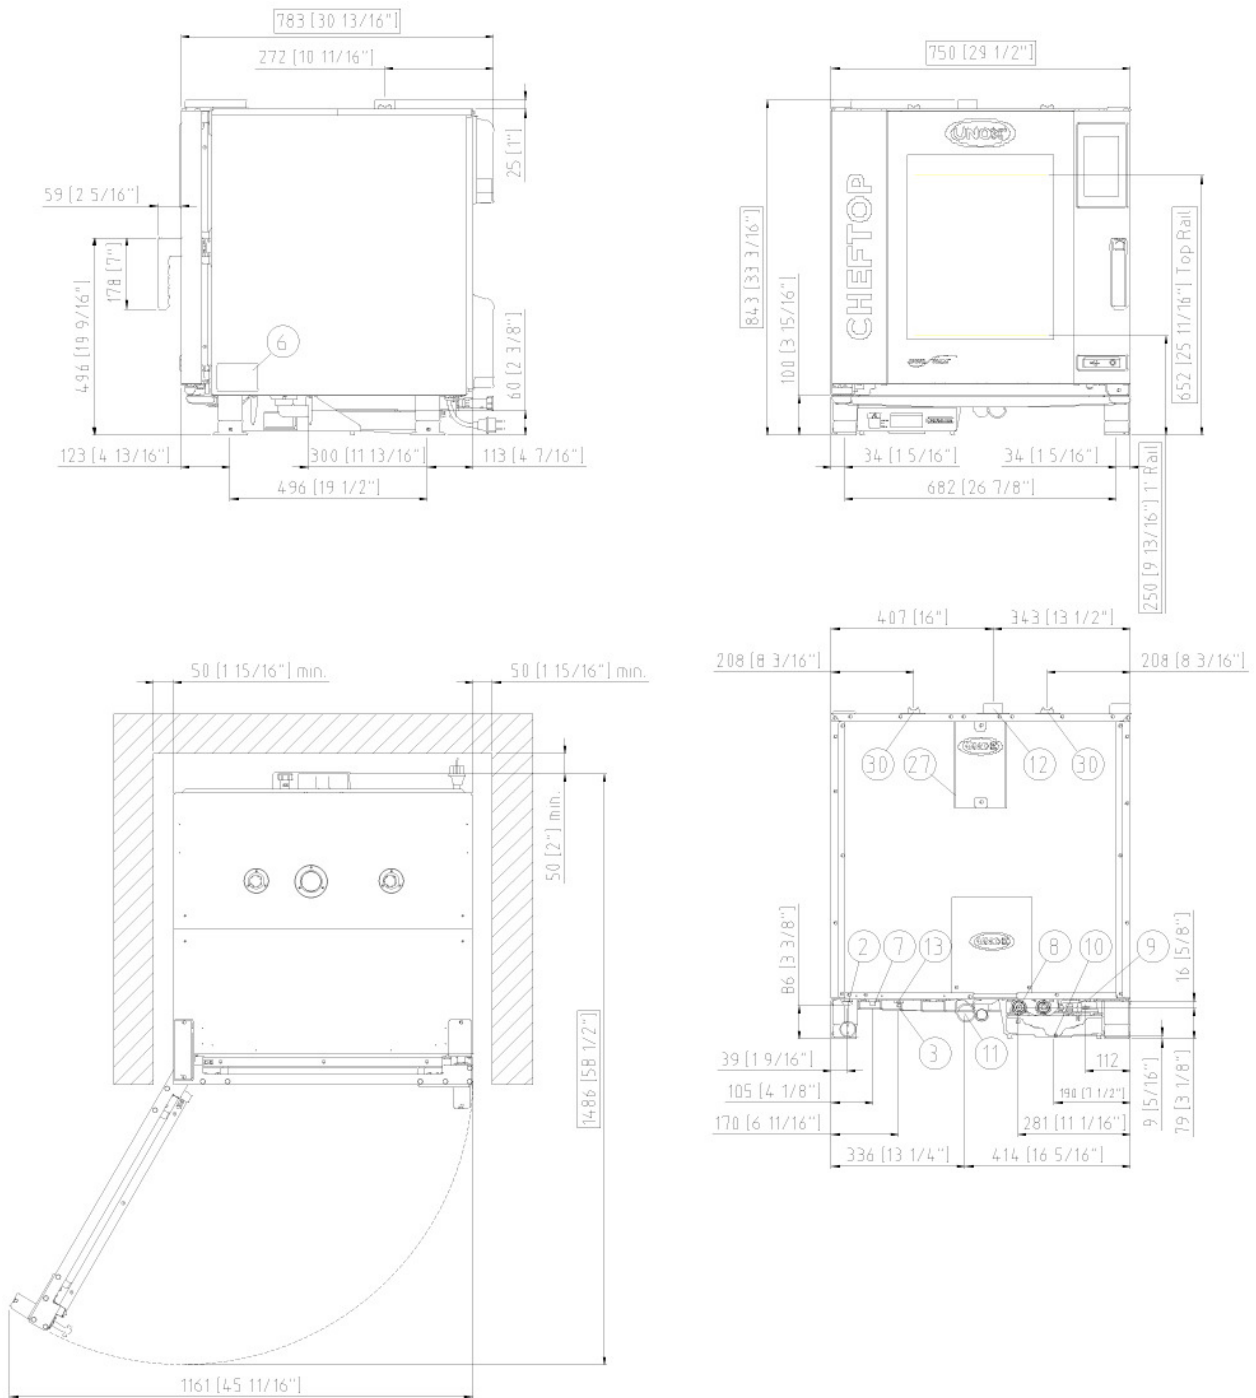 783 [30 13/16"]
272 [10 11/16"]
25 [1"]
59 [2 5/16"]
178 [7"]
496 [19 9/16"]
6
60 [2 3/8"]
123 [4 13/16"]
300 [11 13/16"]
113 [4 7/16"]
496 [19 1/2"]
750 [29 1/2"]
UNOX
CHEFTOP
843 [33 3/16"]
100 [3 15/16"]
652 [25 11/16"] Top Rail
34 [1 5/16"]
34 [1 5/16"]
682 [26 7/8"]
250 [9 13/16"] 1' Rail
50 [1 15/16"] min.
50 [1 15/16"] min.
50 [2"] min.
1486 [58 1/2"]
1161 [45 11/16"]
407 [16"]
343 [13 1/2"]
208 [8 3/16"]
208 [8 3/16"]
UNOX
30
27
12
30
86 [3 3/8"]
2
7
13
UNOX
8
10
9
16 [5/8"]
3
11
39 [1 9/16"]
112
105 [4 1/8"]
190 [7 1/2"]
170 [6 11/16"]
281 [11 1/16"]
9 [5/16"]
79 [3 1/8"]
336 [13 1/4"]
414 [16 5/16"]